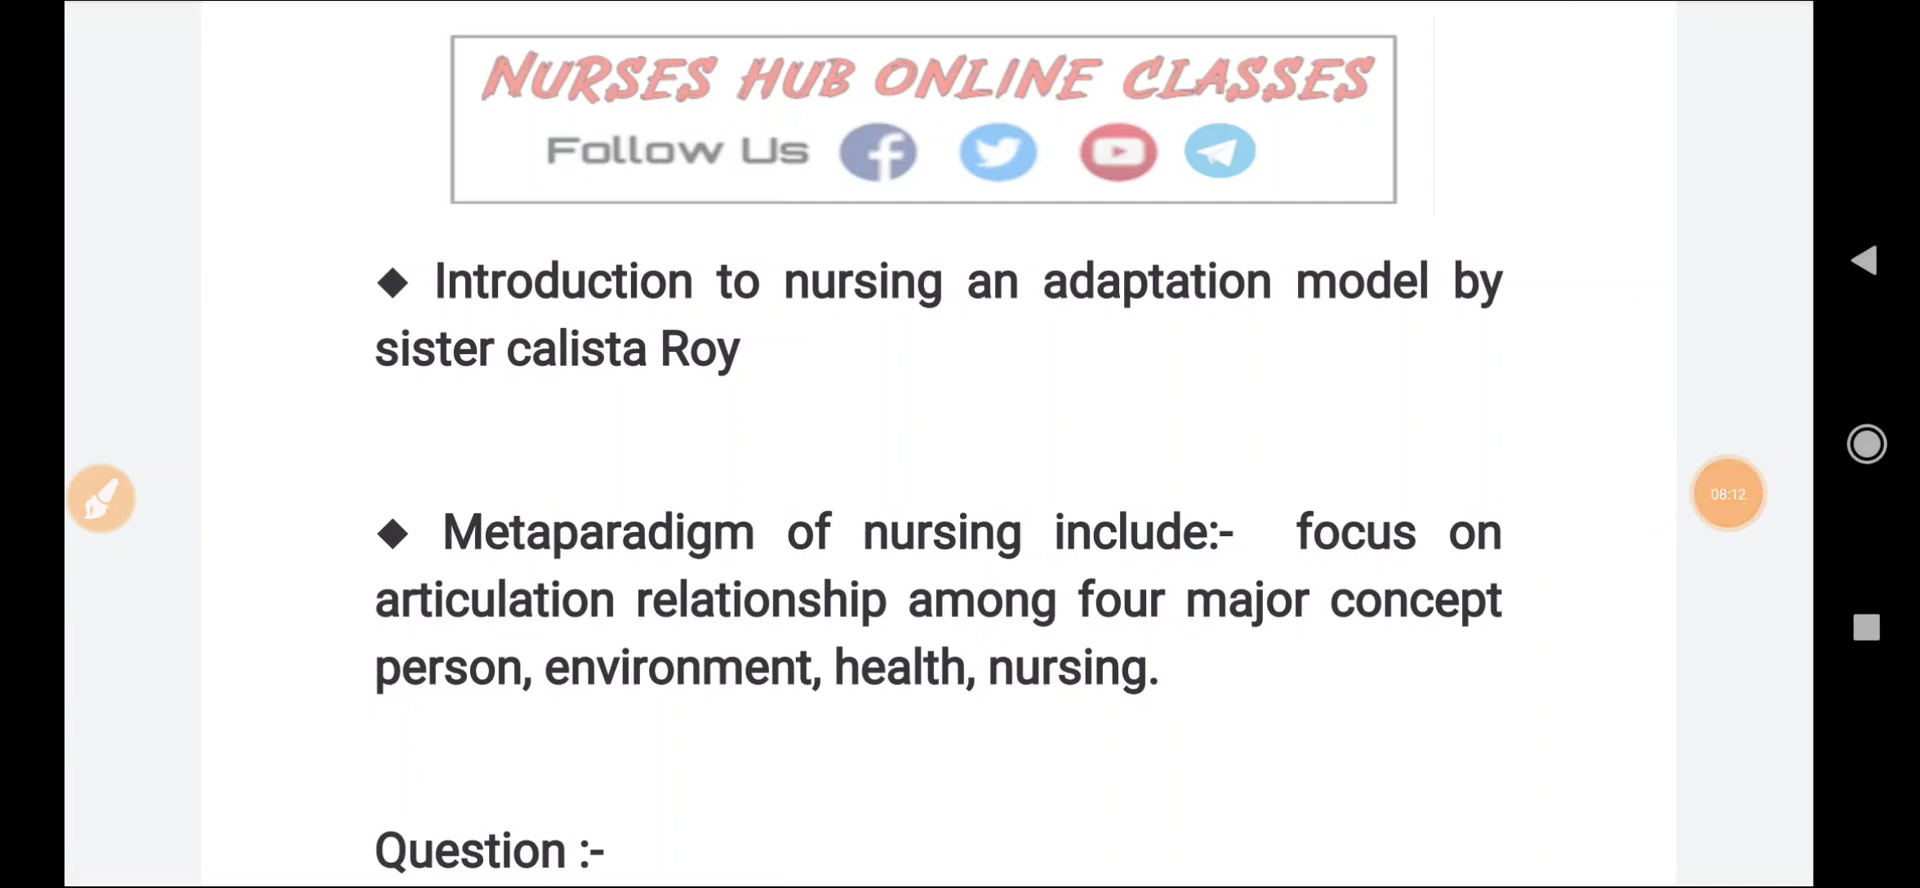 NURSES HUB ONLINE CLASSES
Follow Us
◆ Introduction to nursing an adaptation model by
sister calista Roy
◆ Metaparadigm of nursing include:- focus on
articulation relationship among four major concept
person, environment, health, nursing.
08:12
Question :-